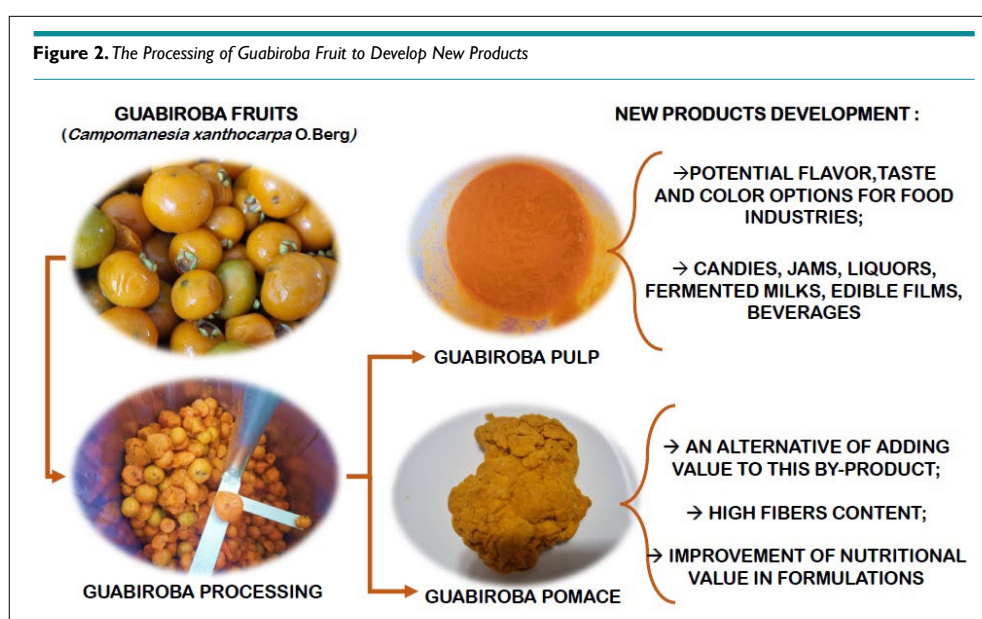 Figure 2. The Processing of Guabiroba Fruit to Develop New Products
GUABIROBA FRUITS
(Campomanesia xanthocarpa O.Berg)
GUABIROBA PROCESSING
NEW PRODUCTS DEVELOPMENT :
→POTENTIAL FLAVOR,TASTE
AND COLOR OPTIONS FOR FOOD
INDUSTRIES;
→ CANDIES, JAMS, LIQUORS,
FERMENTED MILKS, EDIBLE FILMS,
BEVERAGES
GUABIROBA PULP
→ AN ALTERNATIVE OF ADDING
VALUE TO THIS BY-PRODUCT;
→ HIGH FIBERS CONTENT;
→ IMPROVEMENT OF NUTRITIONAL
VALUE IN FORMULATIONS
GUABIROBA POMACE